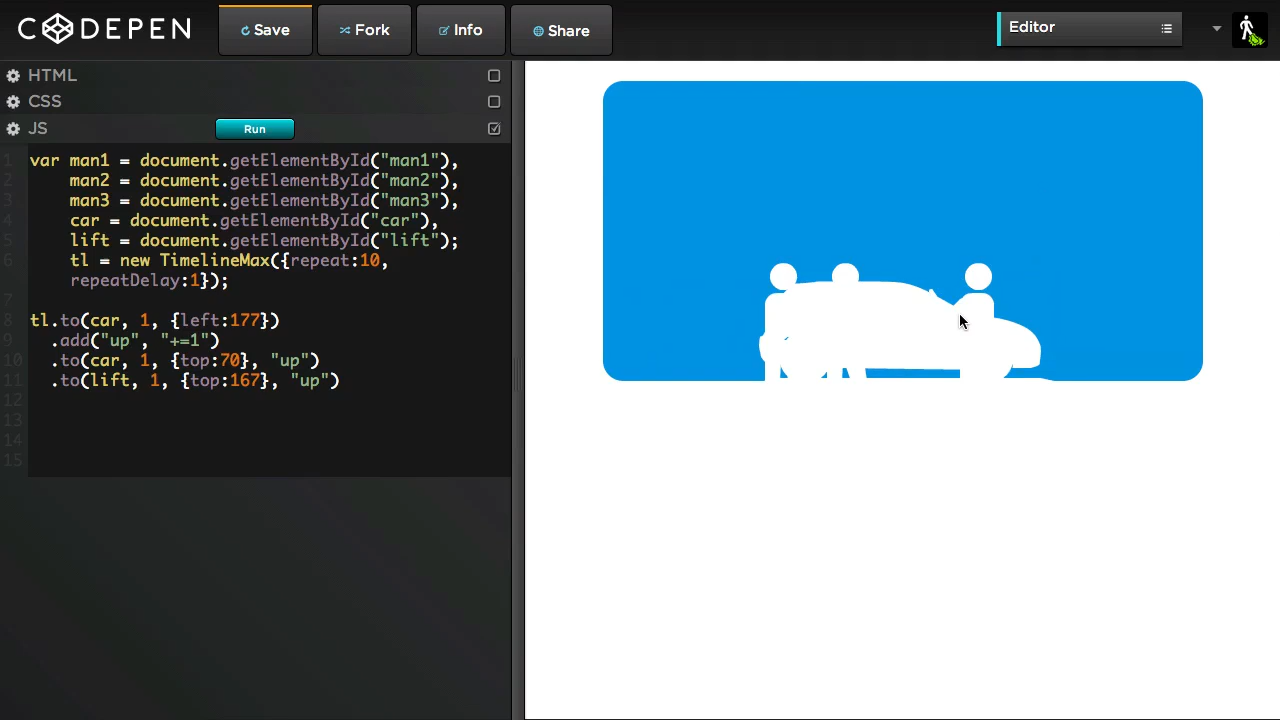 CODEPEN Save Fork Info Share Editor
HTML
CSS
JS Run
1 var man1 = document.getElementById("man1"),
2 man2 = document.getElementById("man2"),
3 man3 = document.getElementById("man3"),
4 car = document.getElementById("car"),
5 lift = document.getElementById("lift");
6 tl = new TimelineMax({repeat:10,
repeatDelay:1});
7
8 tl.to(car, 1, {left:177})
9 .add("up", "+=1")
10 .to(car, 1, {top:70}, "up")
11 .to(lift, 1, {top:167}, "up")
12
13
14
15